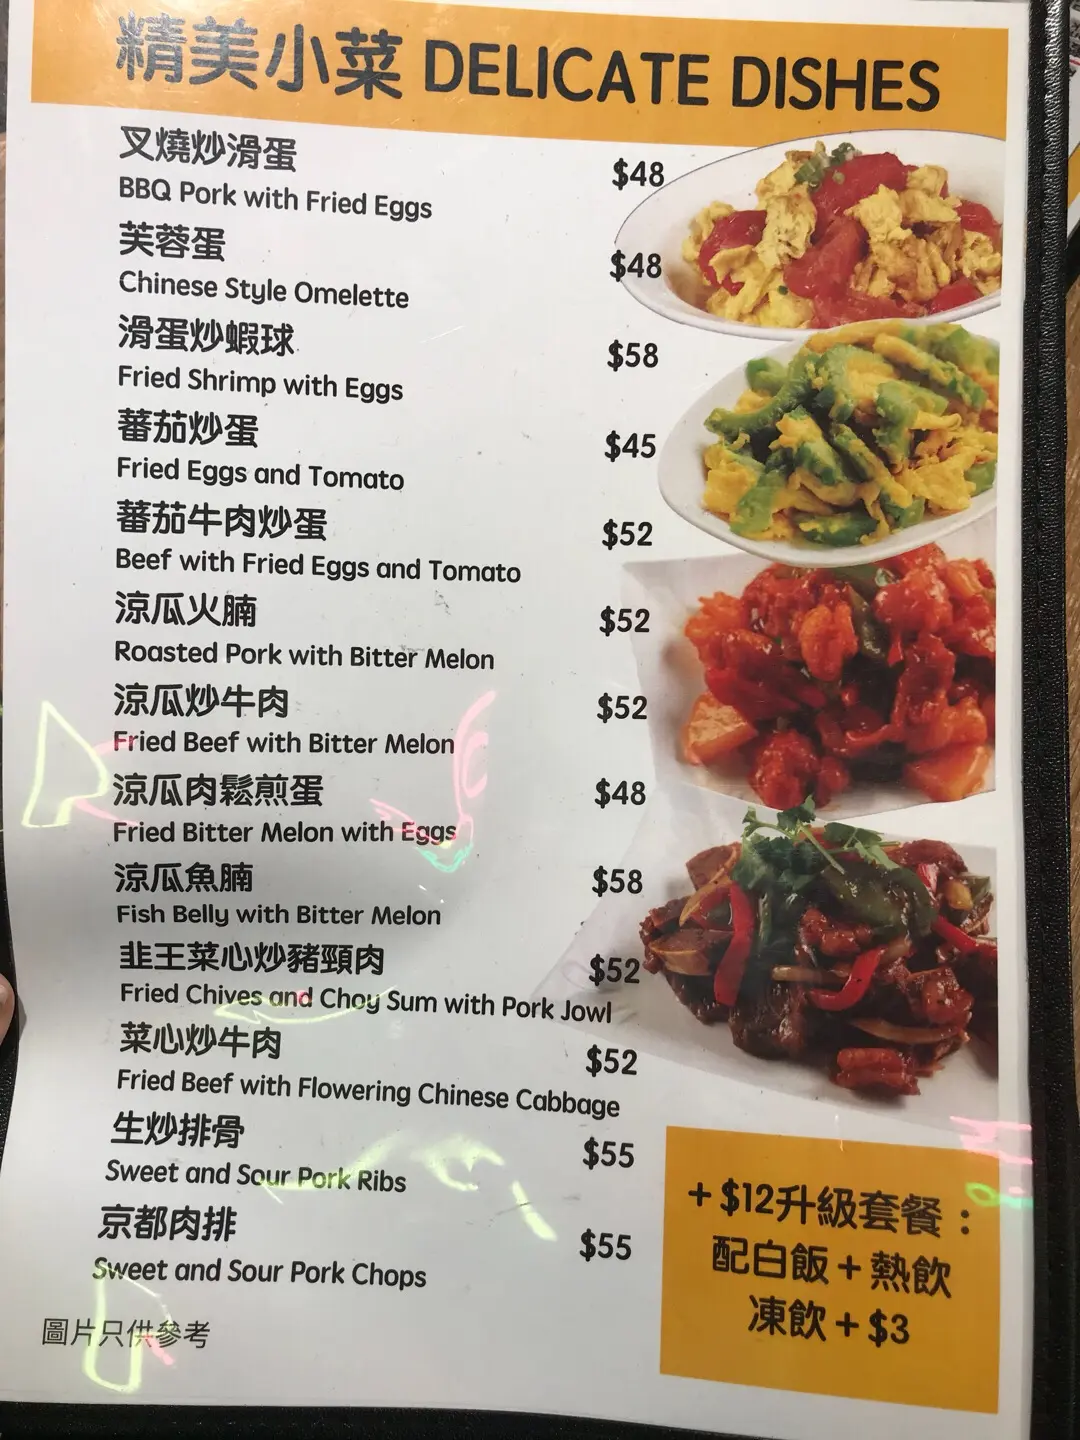 精美小菜 DELICATE DISHES
叉燒炒滑蛋 $48
BBQ Pork with Fried Eggs
芙蓉蛋 $48
Chinese Style Omelette
滑蛋炒蝦球 $58
Fried Shrimp with Eggs
蕃茄炒蛋 $45
Fried Eggs and Tomato
蕃茄牛肉炒蛋 $52
Beef with Fried Eggs and Tomato
涼瓜火腩 $52
Roasted Pork with Bitter Melon
涼瓜炒牛肉 $52
Fried Beef with Bitter Melon
涼瓜肉鬆煎蛋 $48
Fried Bitter Melon with Eggs
涼瓜魚腩 $58
Fish Belly with Bitter Melon
韭王菜心炒豬頸肉 $52
Fried Chives and Choy Sum with Pork Jowl
菜心炒牛肉 $52
Fried Beef with Flowering Chinese Cabbage
生炒排骨 $55
Sweet and Sour Pork Ribs
京都肉排 $55
Sweet and Sour Pork Chops
圖片只供參考
+ $12升級套餐：
配白飯 + 熱飲
凍飲 + $3